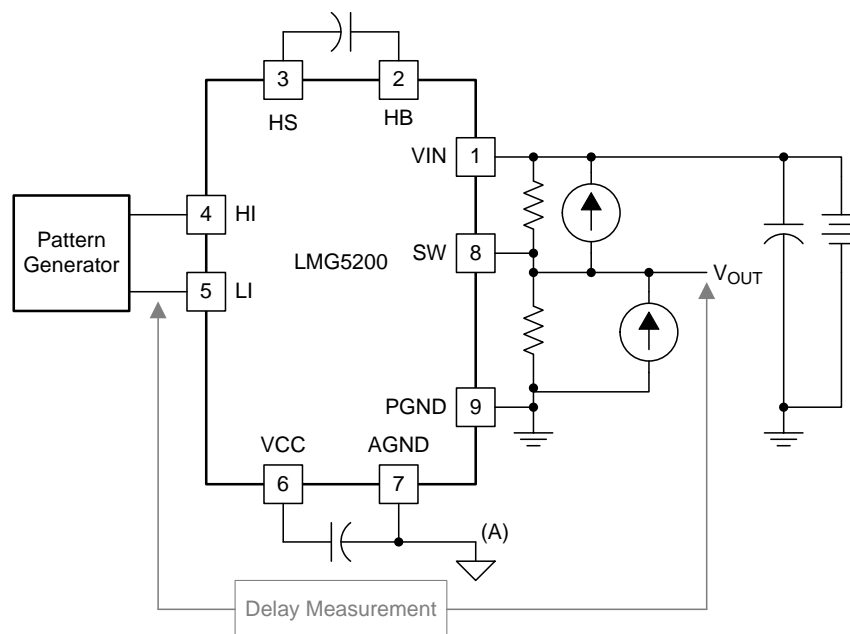 3
2
HS
HB
VIN
1
Pattern
Generator
4
HI
LMG5200
SW
8
VOUT
5
LI
PGND
9
VCC
AGND
6
7
(A)
Delay Measurement